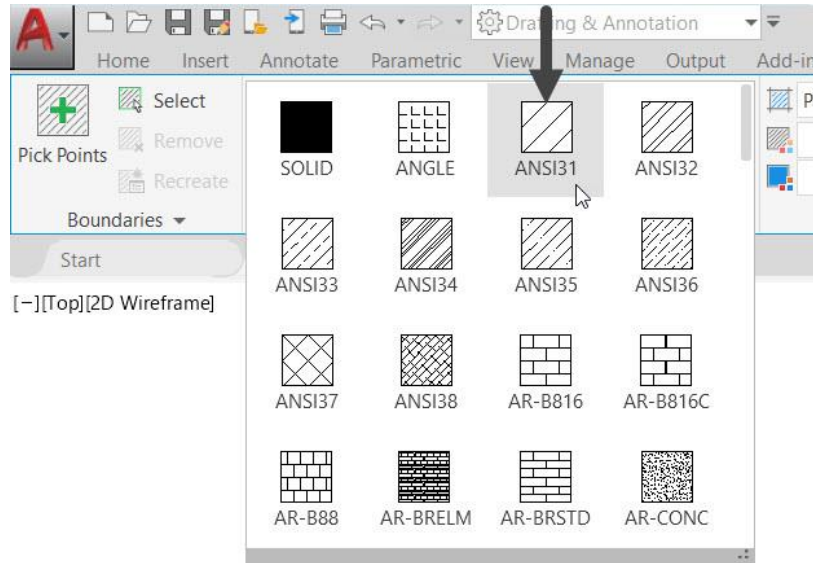 Drafting & Annotation
Home Insert Annotate Parametric View Manage Output Add-in
Pick Points
Select
Remove
Recreate
Boundaries
SOLID ANGLE ANSI31 ANSI32
ANSI33 ANSI34 ANSI35 ANSI36
ANSI37 ANSI38 AR-B816 AR-B816C
AR-B88 AR-BRELM AR-BRSTD AR-CONC
P
Start
[−][Top][2D Wireframe]